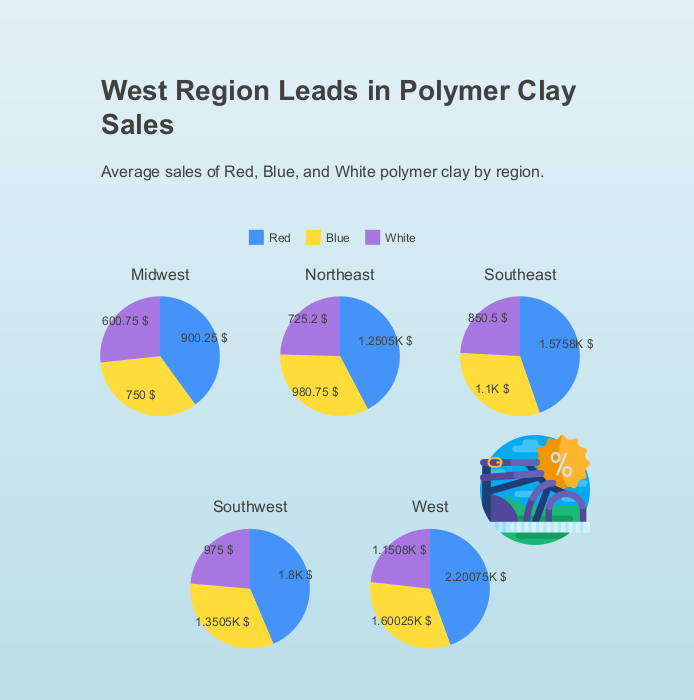 West Region Leads in Polymer Clay
Sales
Average sales of Red, Blue, and White polymer clay by region.
Red Blue White
Midwest
600.75 $
900.25 $
750 $
Northeast
725.2 $
1.2505K $
980.75 $
Southeast
850.5 $
1.5758K $
1.1K $
%
Southwest
975 $
1.8K $
1.3505K $
West
1.1508K $
2.20075K $
1.60025K $